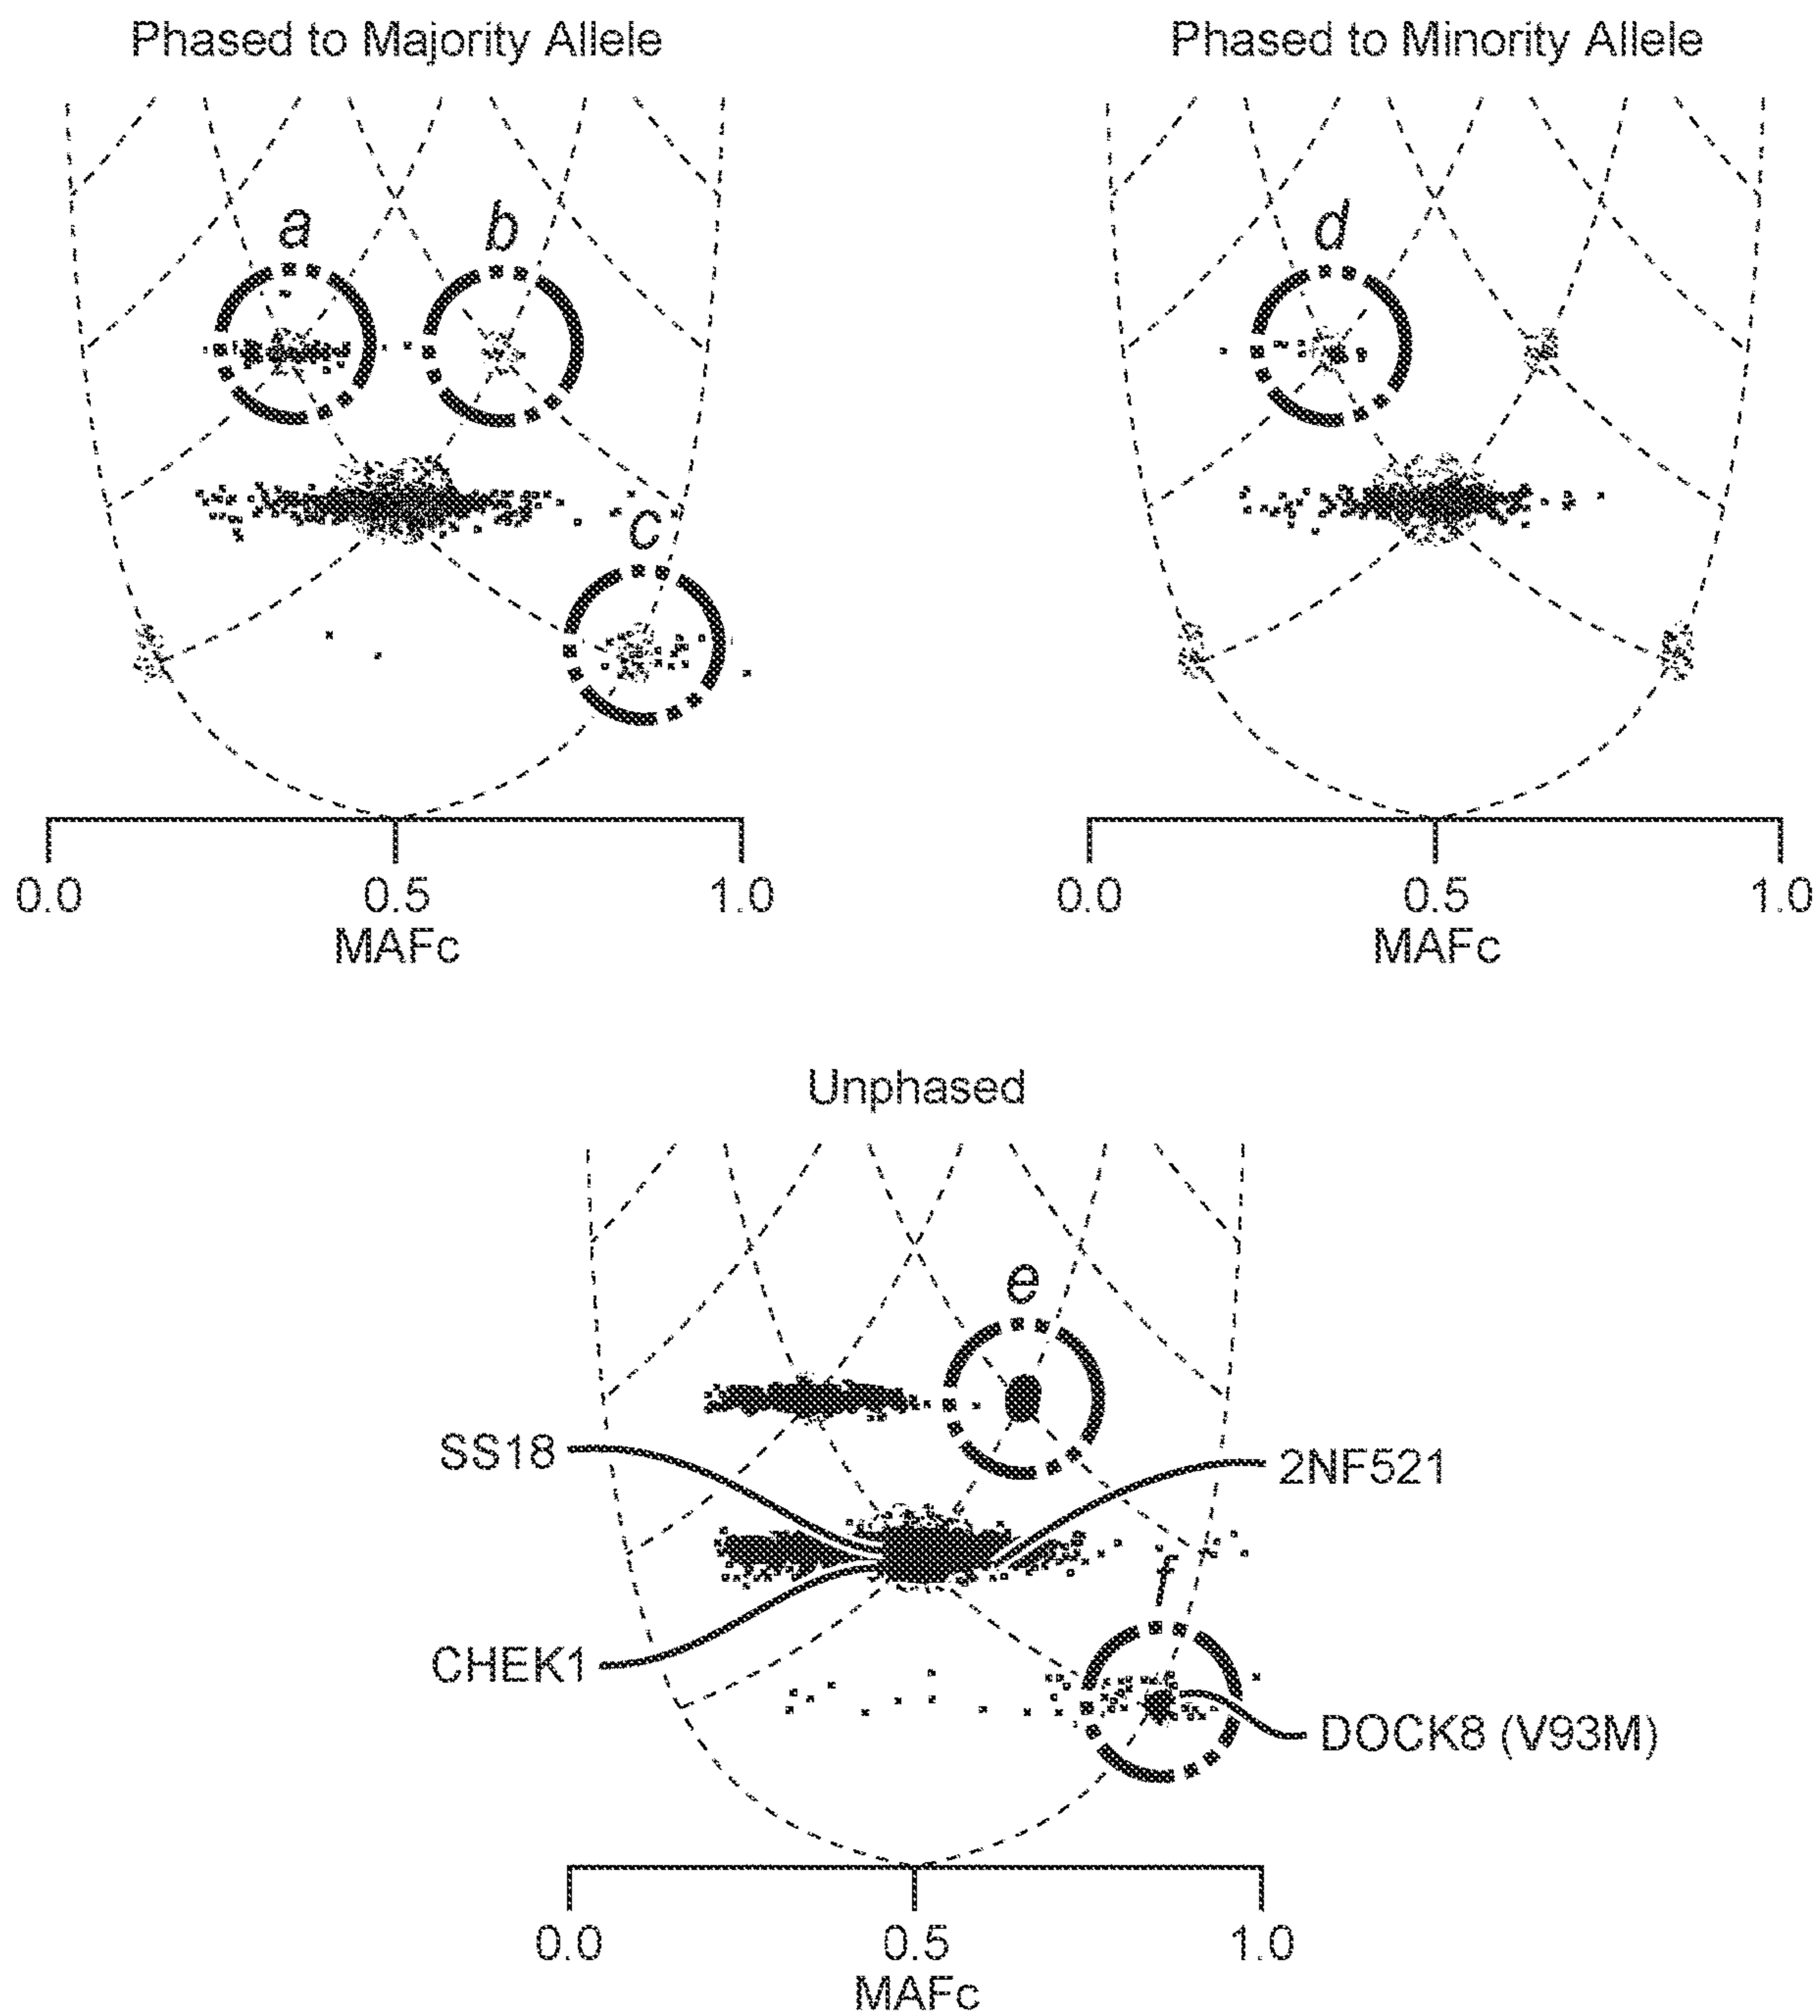 Phased to Majority Allele
Phased to Minority Allele
a
b
d
c
0.0
0.5
1.0
MAFc
0.0
0.5
1.0
MAFc
Unphased
e
SS18
2NF521
f
CHEK1
DOCK8 (V93M)
0.0
0.5
1.0
MAFc